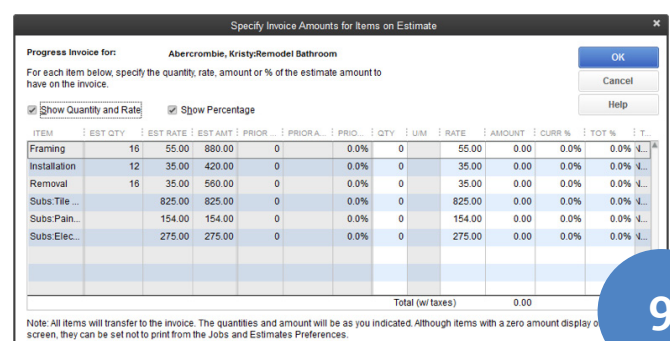 Specify Invoice Amounts for Items on Estimate ×
Progress Invoice for: Abercrombie, Kristy:Remodel Bathroom
OK
For each item below, specify the quantity, rate, amount or % of the estimate amount to
have on the invoice.
Cancel
Help
Show Quantity and Rate Show Percentage
ITEM EST QTY EST RATE EST AMT PRIOR ... PRIOR A... PRIO... QTY U/M RATE AMOUNT CURR % TOT % T...
Framing 16 55.00 880.00 0 0.0% 0 55.00 0.00 0.0% 0.0% N...
Installation 12 35.00 420.00 0 0.0% 0 35.00 0.00 0.0% 0.0% N...
Removal 16 35.00 560.00 0 0.0% 0 35.00 0.00 0.0% 0.0% N...
Subs:Tile ... 825.00 825.00 0 0.0% 0 825.00 0.00 0.0% 0.0% N...
Subs:Pain... 154.00 154.00 0 0.0% 0 154.00 0.00 0.0% 0.0% N...
Subs:Elec... 275.00 275.00 0 0.0% 0 275.00 0.00 0.0% 0.0% N...
Total (w/ taxes) 0.00
9
Note: All items will transfer to the invoice. The quantities and amount will be as you indicated. Although items with a zero amount display
screen, they can be set not to print from the Jobs and Estimates Preferences.